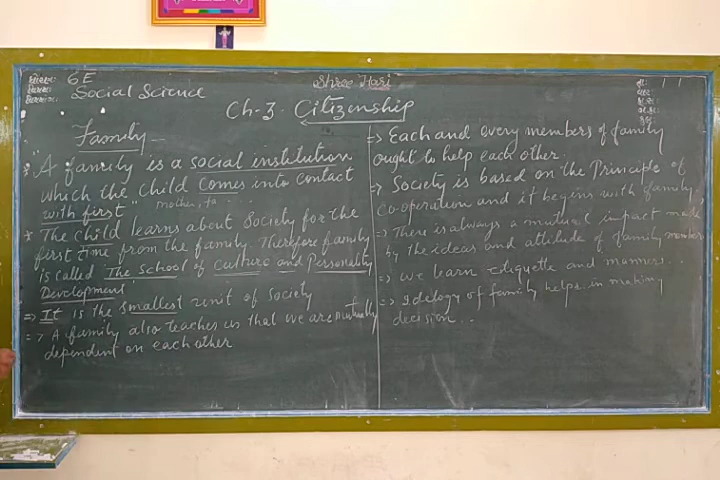 ધોરણ: 6E
વિષય: Social Science
Shree Hari
Ch-3. Citizenship
Family -
* "A family is a social institution
which the child comes into contact
with first"
mother, fa ...
* The child learns about Society for the
first time from the family. Therefore family
is called "The School of culture and Personality
Development"
=> It is the smallest unit of Society
=> A family also teaches us that we are mutually
dependent on each other
=> Each and every members of family
ought to help each other.
=> Society is based on the Principle of
co-operation and it begins with family.
=> There is always a mutual impact made
by the ideas and attitude of family members
=> We learn etiquette and manners..
=> Idelogy of family helps in making
decision...